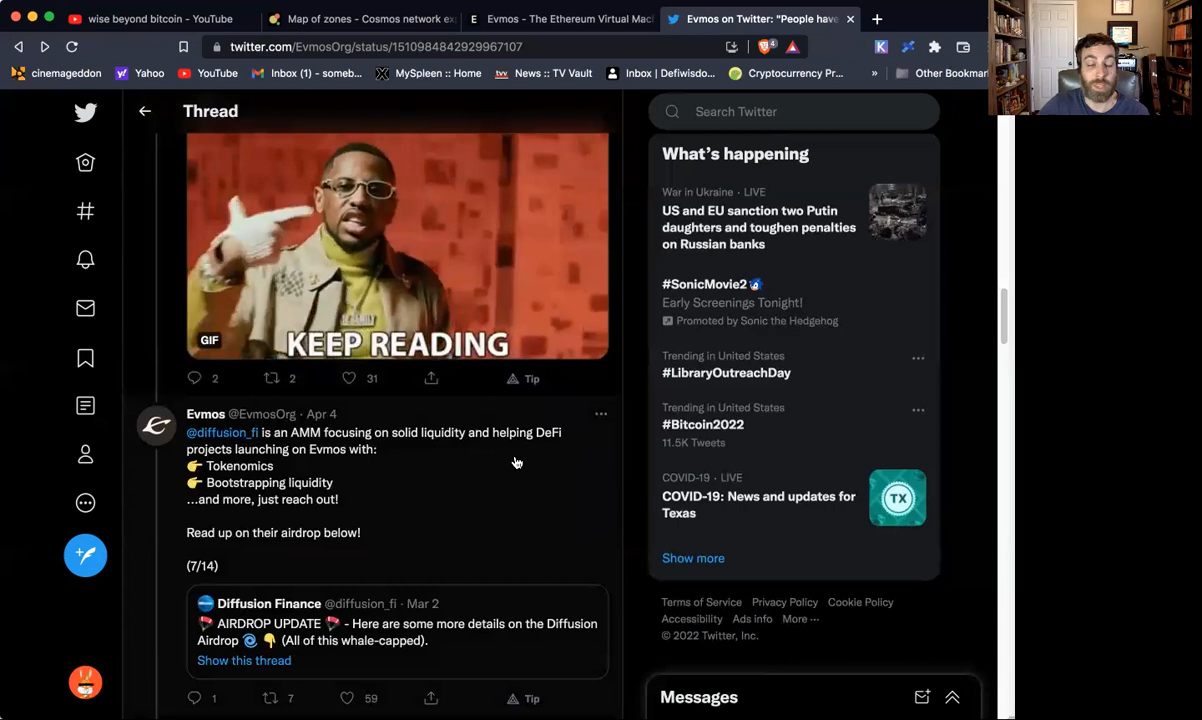 wise beyond bitcoin - YouTube
Map of zones - Cosmos network ex
Evmos - The Ethereum Virtual Mac
Evmos on Twitter: "People have
twitter.com/EvmosOrg/status/1510984842929967107
4
cinemageddon
Yahoo
YouTube
Inbox (1) - someb...
MySpleen :: Home
News :: TV Vault
Inbox | Defiwisdo...
Cryptocurrency Pr...
»
Other Bookmar
Thread
KEEP READING
GIF
2
2
31
Tip
Evmos @EvmosOrg · Apr 4
@diffusion_fi is an AMM focusing on solid liquidity and helping DeFi
projects launching on Evmos with:
👉 Tokenomics
👉 Bootstrapping liquidity
...and more, just reach out!
Read up on their airdrop below!
(7/14)
Diffusion Finance @diffusion_fi · Mar 2
🪂 AIRDROP UPDATE 🪂 - Here are some more details on the Diffusion
Airdrop 🌀 👇 (All of this whale-capped).
Show this thread
1
7
59
Tip
Search Twitter
What's happening
War in Ukraine · LIVE
US and EU sanction two Putin
daughters and toughen penalties
on Russian banks
#SonicMovie2
Early Screenings Tonight!
Promoted by Sonic the Hedgehog
Trending in United States
#LibraryOutreachDay
Trending in United States
#Bitcoin2022
11.5K Tweets
COVID-19 · LIVE
COVID-19: News and updates for
Texas
TX
Show more
Terms of Service Privacy Policy Cookie Policy
Accessibility Ads info More ···
© 2022 Twitter, Inc.
Messages